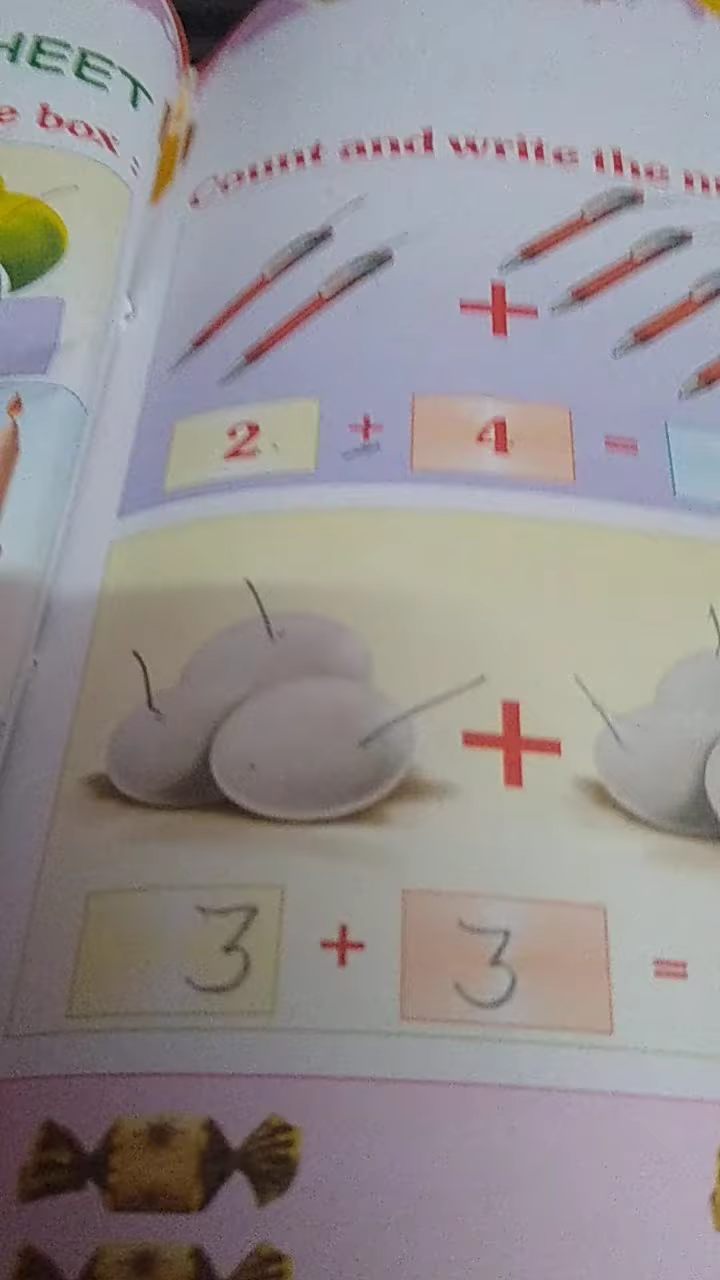 HEET
e box :
Count and write the
2 + 4 =
3 + 3 =